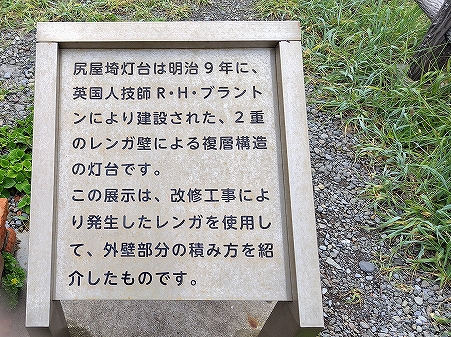 尻屋埼灯台は明治９年に、
英国人技師Ｒ・Ｈ・ブラント
ンにより建設された、２重
のレンガ壁による複層構造
の灯台です。
この展示は、改修工事によ
り発生したレンガを使用し
て、外壁部分の積み方を紹
介したものです。